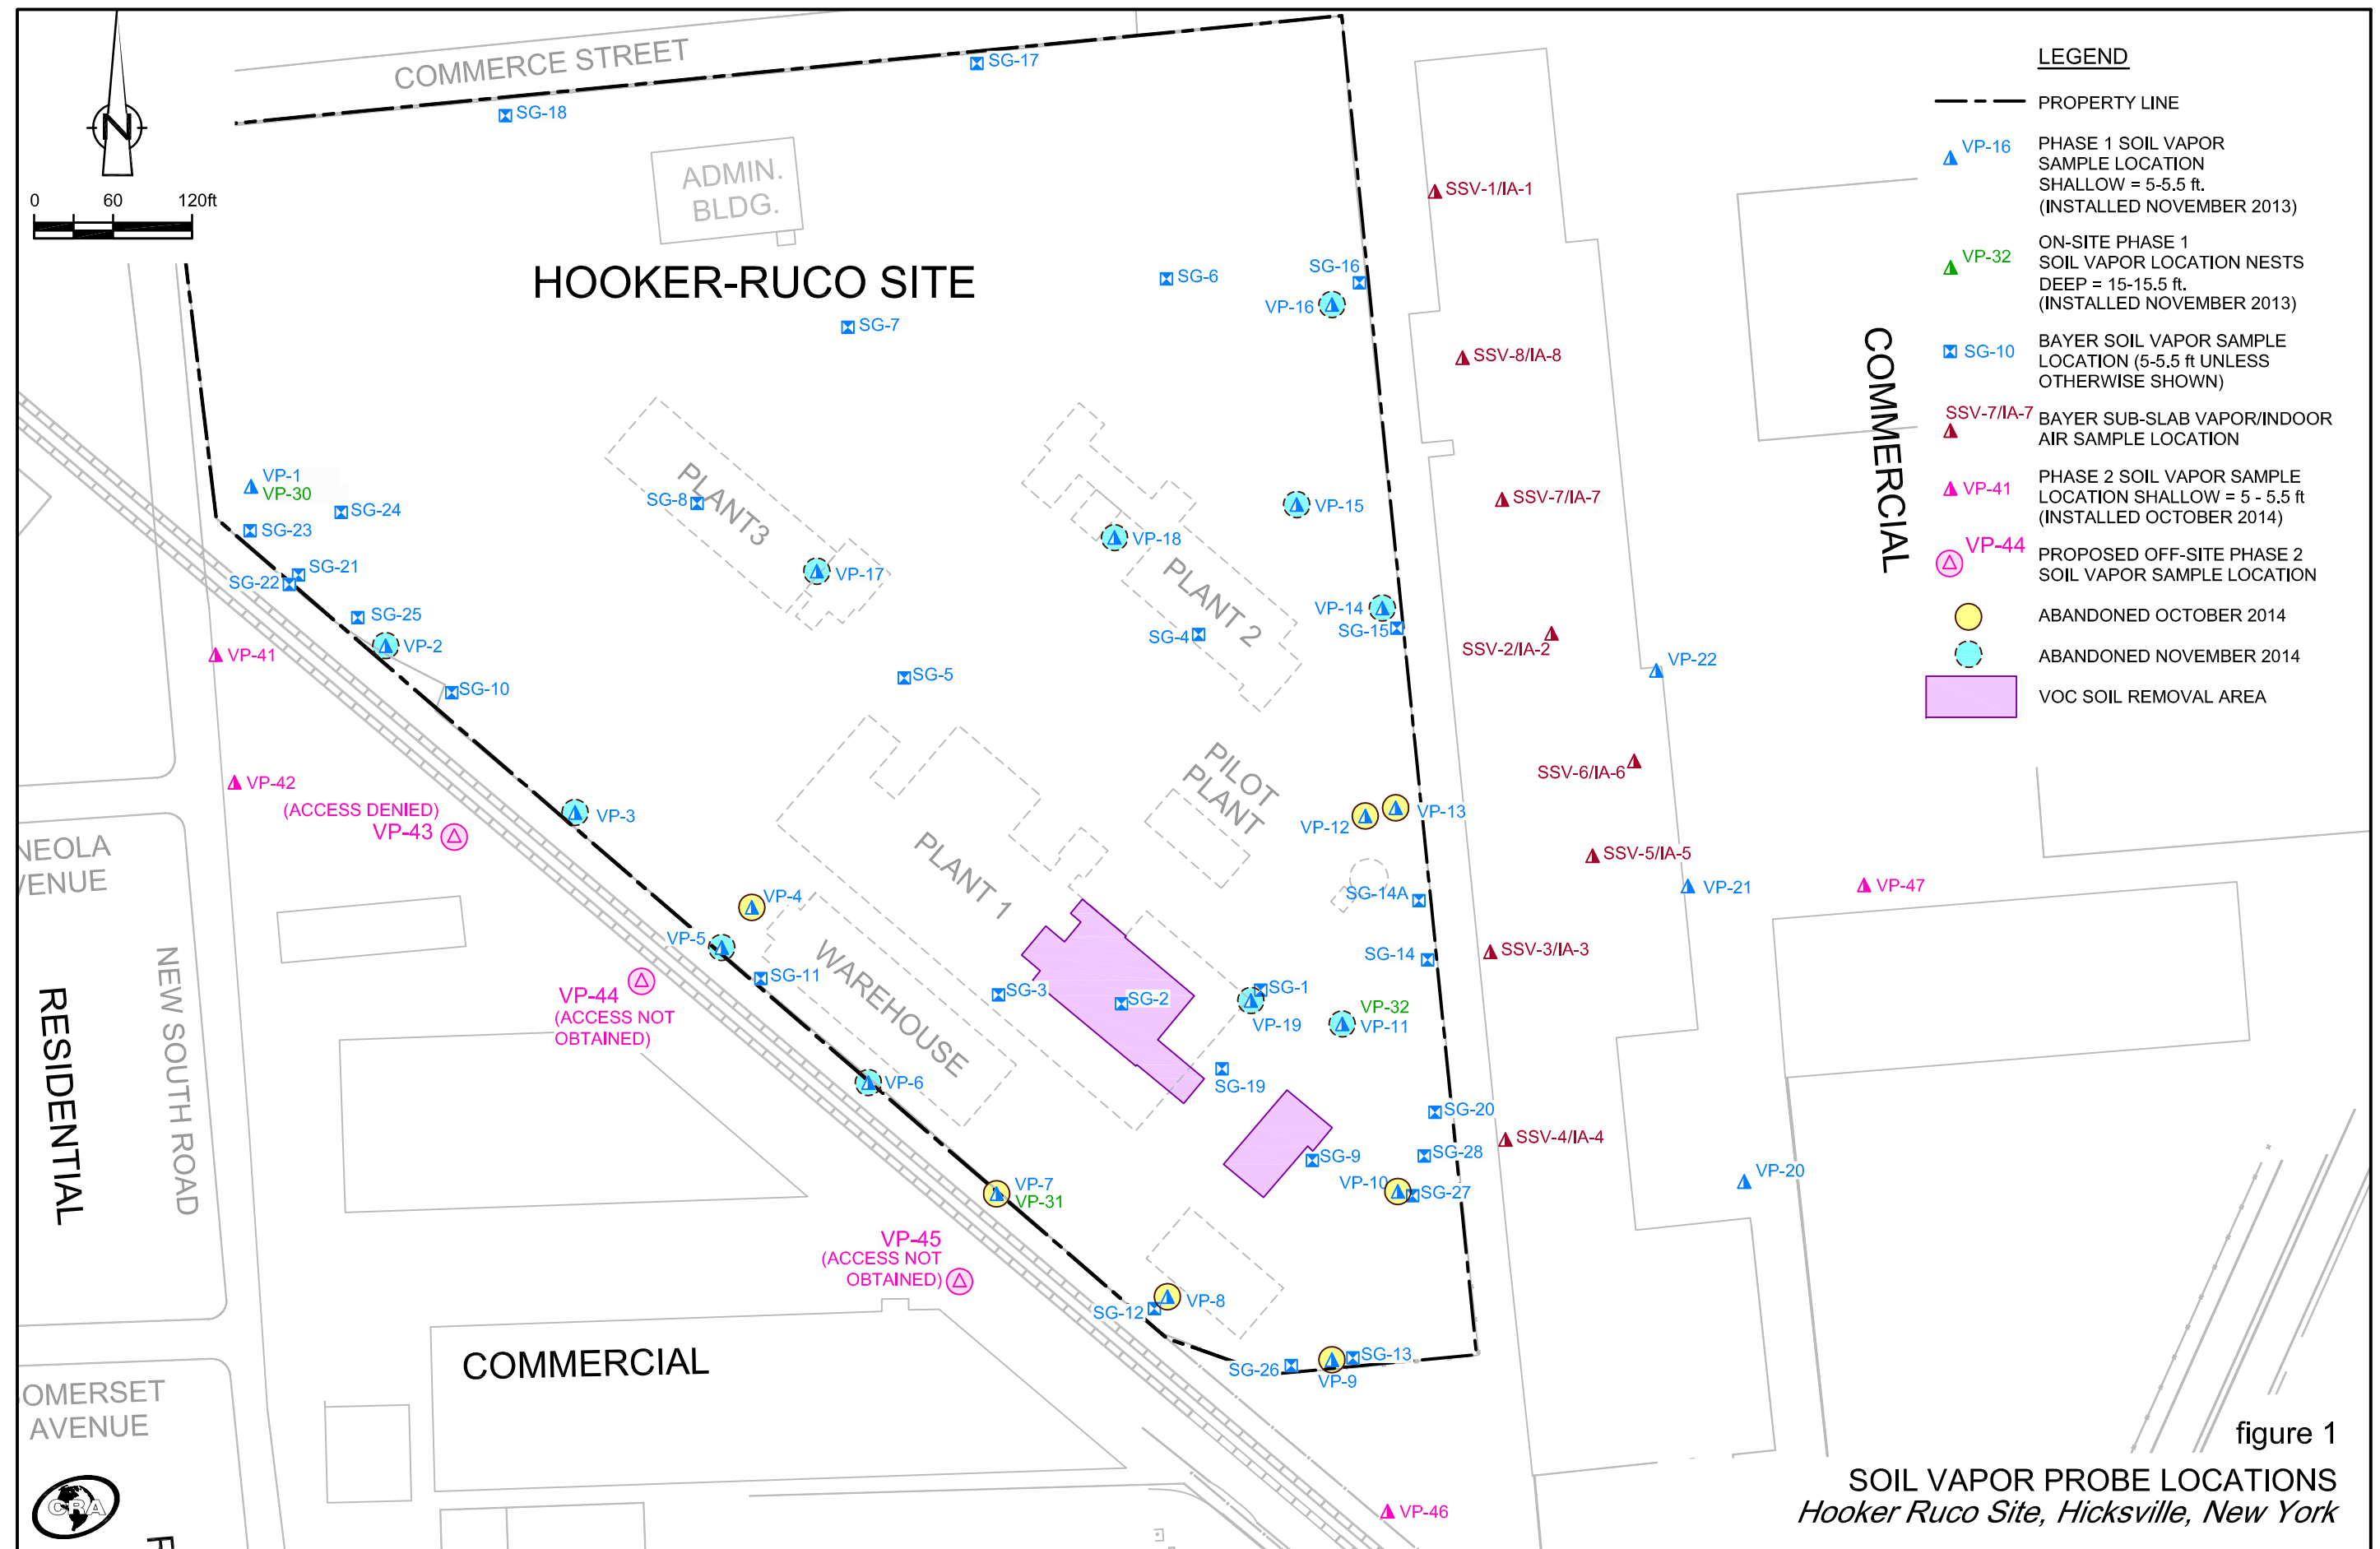 COMMERCE STREET
SG-17
SG-18
N
0 60 120ft
ADMIN.
BLDG.
HOOKER-RUCO SITE
SG-6
SG-16
VP-16
SG-7
SSV-1/IA-1
SSV-8/IA-8
SSV-7/IA-7
VP-1
VP-30
SG-24
SG-23
SG-21
SG-22
SG-25
VP-2
SG-10
VP-41
VP-42
SG-8
PLANT3
VP-17
VP-18
VP-15
PLANT 2
VP-14
SG-15
SG-4
SG-5
SSV-2/IA-2
VP-22
SSV-6/IA-6
PILOT
PLANT
VP-12
VP-13
VP-3
(ACCESS DENIED)
VP-43
NEOLA
VENUE
PLANT 1
SSV-5/IA-5
VP-21
VP-47
VP-4
SG-14A
VP-5
SG-11
WAREHOUSE
SG-14
SSV-3/IA-3
VP-44
(ACCESS NOT
OBTAINED)
SG-3
SG-2
SG-1
VP-19
VP-32
VP-11
RESIDENTIAL
NEW SOUTH ROAD
VP-6
SG-19
SG-20
SSV-4/IA-4
SG-28
SG-9
VP-10
SG-27
VP-20
VP-7
VP-31
VP-45
(ACCESS NOT
OBTAINED)
VP-8
SG-12
SG-26
SG-13
VP-9
COMMERCIAL
OMERSET
AVENUE
CRA
VP-46
COMMERCIAL
LEGEND
PROPERTY LINE
VP-16 PHASE 1 SOIL VAPOR
SAMPLE LOCATION
SHALLOW = 5-5.5 ft.
(INSTALLED NOVEMBER 2013)
VP-32 ON-SITE PHASE 1
SOIL VAPOR LOCATION NESTS
DEEP = 15-15.5 ft.
(INSTALLED NOVEMBER 2013)
SG-10 BAYER SOIL VAPOR SAMPLE
LOCATION (5-5.5 ft UNLESS
OTHERWISE SHOWN)
SSV-7/IA-7 BAYER SUB-SLAB VAPOR/INDOOR
AIR SAMPLE LOCATION
VP-41 PHASE 2 SOIL VAPOR SAMPLE
LOCATION SHALLOW = 5 - 5.5 ft
(INSTALLED OCTOBER 2014)
VP-44 PROPOSED OFF-SITE PHASE 2
SOIL VAPOR SAMPLE LOCATION
ABANDONED OCTOBER 2014
ABANDONED NOVEMBER 2014
VOC SOIL REMOVAL AREA
figure 1
SOIL VAPOR PROBE LOCATIONS
Hooker Ruco Site, Hicksville, New York